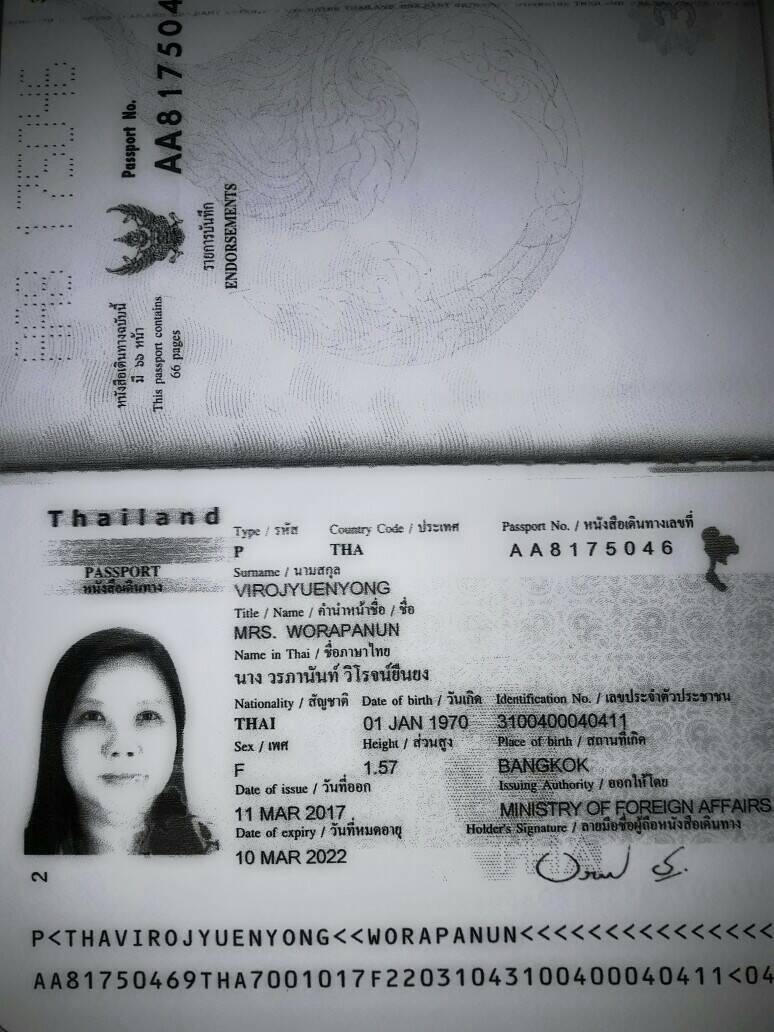 Passport No.
AA817504
รายการบันทึก
ENDORSEMENTS
หนังสือเดินทางฉบับนี้
มี ๖๖ หน้า
This passport contains
66 pages
Thailand
PASSPORT
หนังสือเดินทาง
Type / รหัส Country Code / ประเทศ Passport No. / หนังสือเดินทางเลขที่
P THA AA8175046
Surname / นามสกุล
VIROJYUENYONG
Title / Name / คำนำหน้าชื่อ / ชื่อ
MRS. WORAPANUN
Name in Thai / ชื่อภาษาไทย
นาง วรภานันท์ วิโรจน์ยืนยง
Nationality / สัญชาติ Date of birth / วันเกิด Identification No. / เลขประจำตัวประชาชน
THAI 01 JAN 1970 3100400040411
Sex / เพศ Height / ส่วนสูง Place of birth / สถานที่เกิด
F 1.57 BANGKOK
Date of issue / วันที่ออก Issuing Authority / ออกให้โดย
11 MAR 2017 MINISTRY OF FOREIGN AFFAIRS
Date of expiry / วันที่หมดอายุ Holder's Signature / ลายมือชื่อผู้ถือหนังสือเดินทาง
10 MAR 2022
2
P<THAVIROJYUENYONG<<WORAPANUN<<<<<<<<<<<<<<<
AA81750469THA7001017F22031043100400040411<04